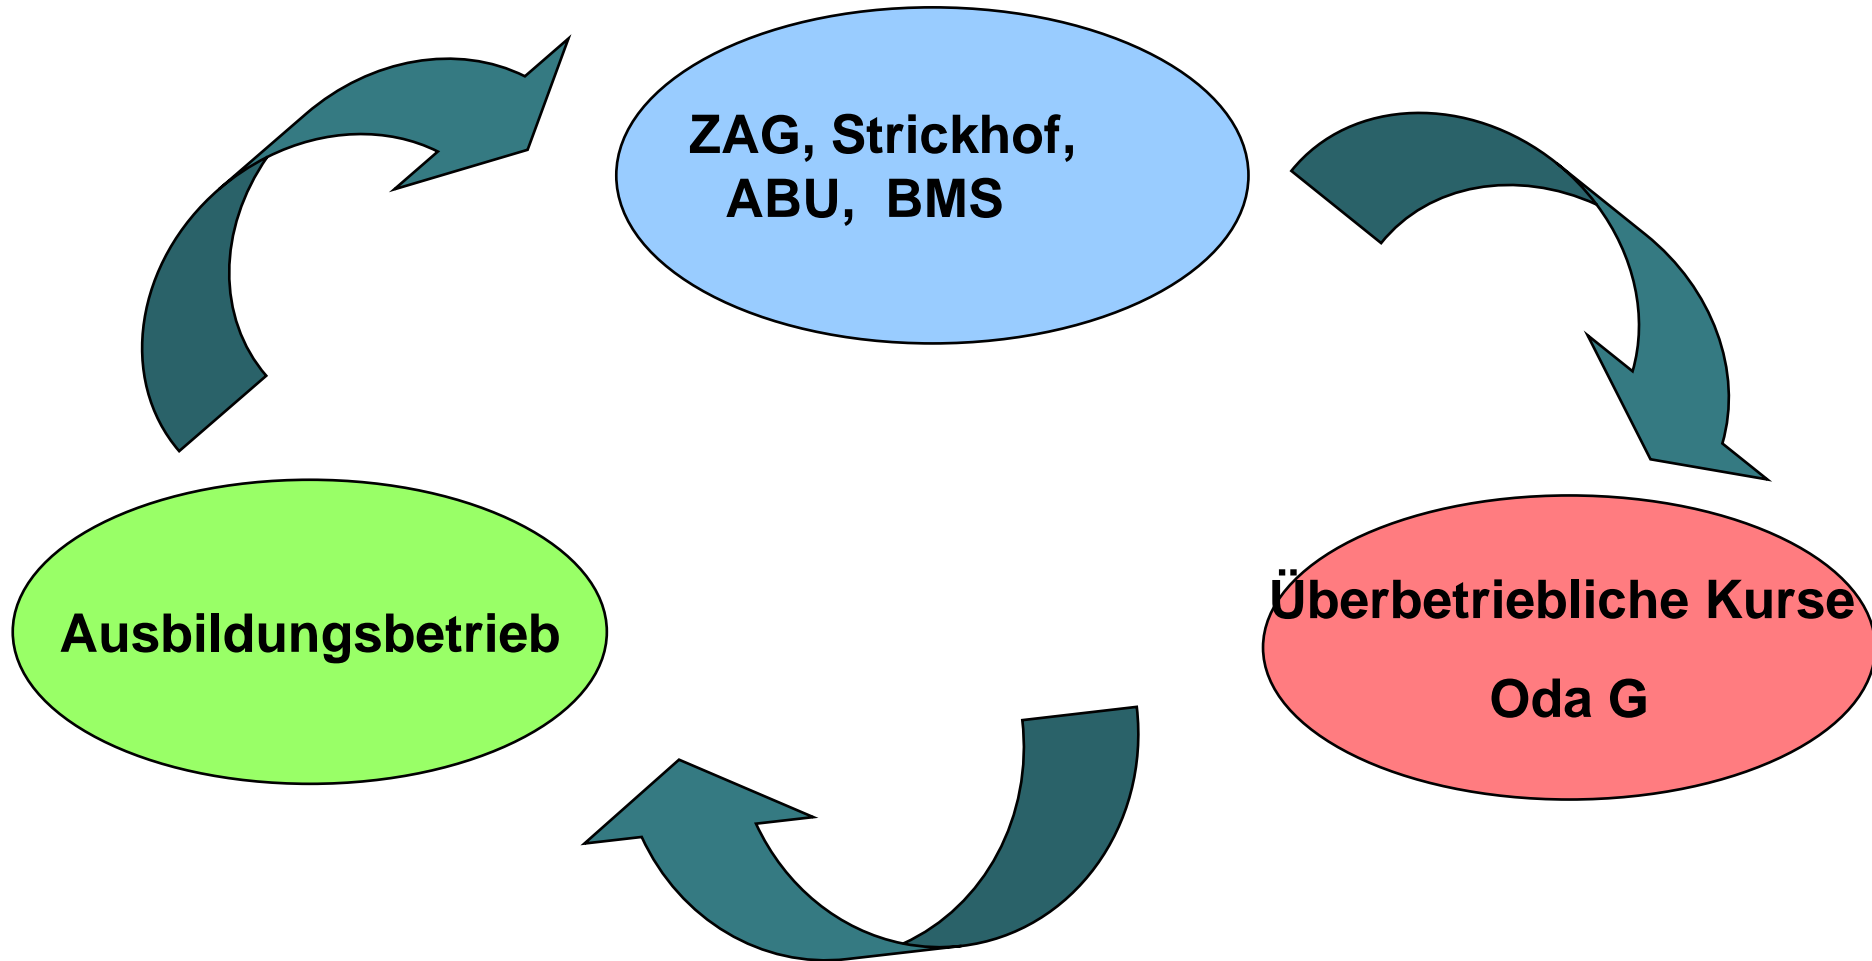 ZAG, Strickhof,
ABU, BMS
Ausbildungsbetrieb
Überbetriebliche Kurse
Oda G